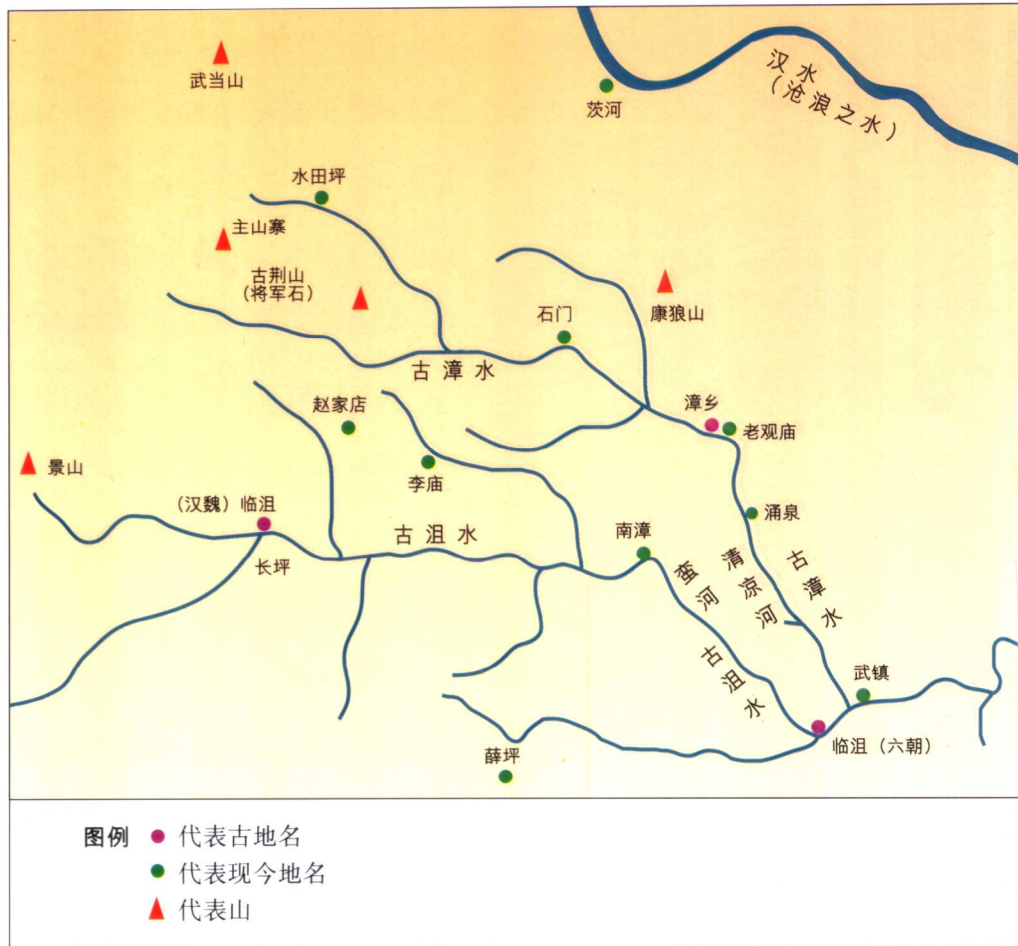 武当山
汉水
(沧浪之水)
茨河
水田坪
主山寨
古荆山
(将军石)
康狼山
石门
古漳水
赵家店
漳乡
老观庙
景山
李庙
(汉魏)临沮
古沮水
涌泉
南漳
长坪
蛮河
清凉河
古漳水
古沮水
武镇
临沮(六朝)
薛坪
图例
代表古地名
代表现今地名
代表山